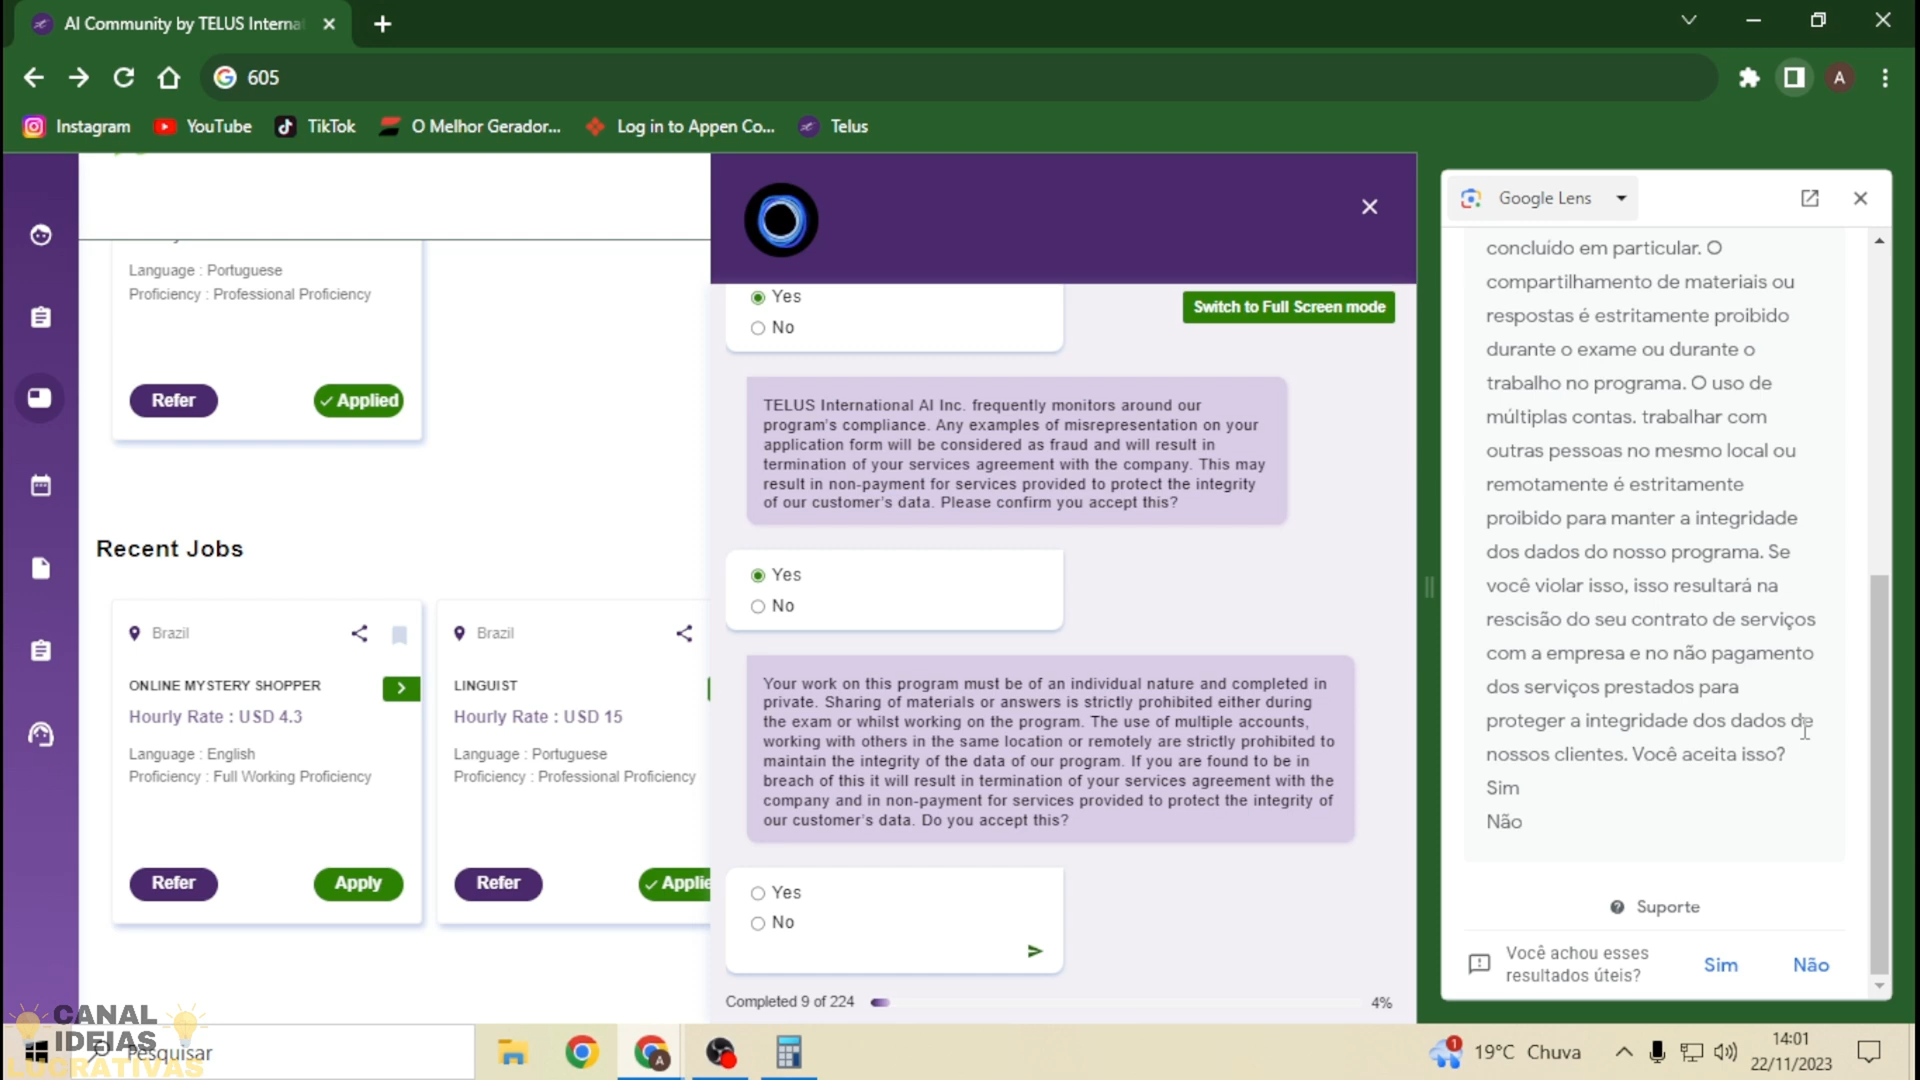 AI Community by TELUS Interna
605
Instagram
YouTube
TikTok
O Melhor Gerador...
Log in to Appen Co...
Telus
Language : Portuguese
Proficiency : Professional Proficiency
Refer
Applied
Recent Jobs
Brazil
ONLINE MYSTERY SHOPPER
Hourly Rate : USD 4.3
Language : English
Proficiency : Full Working Proficiency
Refer
Apply
Brazil
LINGUIST
Hourly Rate : USD 15
Language : Portuguese
Proficiency : Professional Proficiency
Refer
Applie
Yes
No
Switch to Full Screen mode
TELUS International AI Inc. frequently monitors around our
program's compliance. Any examples of misrepresentation on your
application form will be considered as fraud and will result in
termination of your services agreement with the company. This may
result in non-payment for services provided to protect the integrity
of our customer's data. Please confirm you accept this?
Yes
No
Your work on this program must be of an individual nature and completed in
private. Sharing of materials or answers is strictly prohibited either during
the exam or whilst working on the program. The use of multiple accounts,
working with others in the same location or remotely are strictly prohibited to
maintain the integrity of the data of our program. If you are found to be in
breach of this it will result in termination of your services agreement with the
company and in non-payment for services provided to protect the integrity of
our customer's data. Do you accept this?
Yes
No
Completed 9 of 224
4%
Google Lens
concluído em particular. O
compartilhamento de materiais ou
respostas é estritamente proibido
durante o exame ou durante o
trabalho no programa. O uso de
múltiplas contas. trabalhar com
outras pessoas no mesmo local ou
remotamente é estritamente
proibido para manter a integridade
dos dados do nosso programa. Se
você violar isso, isso resultará na
rescisão do seu contrato de serviços
com a empresa e no não pagamento
dos serviços prestados para
proteger a integridade dos dados de
nossos clientes. Você aceita isso?
Sim
Não
Suporte
Você achou esses
resultados úteis?
Sim
Não
CANAL
IDEIAS
LUCRATIVAS
Pesquisar
A
A
1
19°C Chuva
14:01
22/11/2023